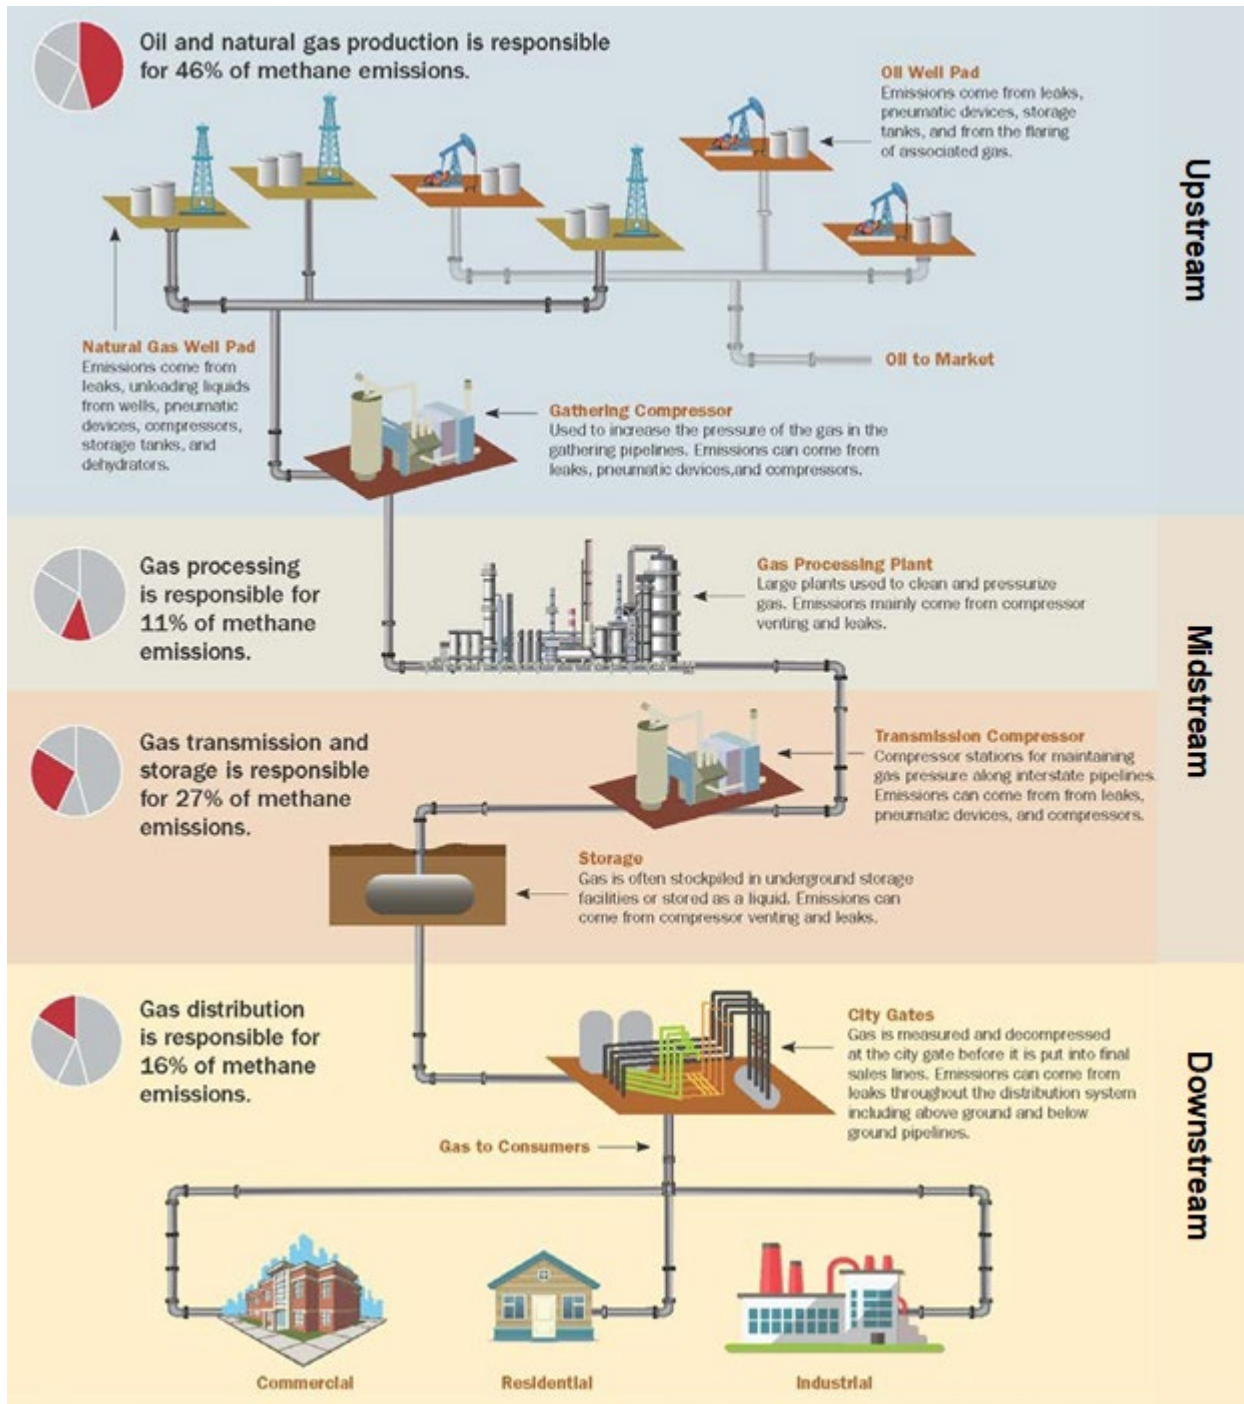 Oil and natural gas production is responsible
for 46% of methane emissions.
Oil Well Pad
Emissions come from leaks,
pneumatic devices, storage
tanks, and from the flaring
of associated gas.
Upstream
Natural Gas Well Pad
Emissions come from
leaks, unloading liquids
from wells, pneumatic
devices, compressors,
storage tanks, and
dehydrators.
Oil to Market
Gathering Compressor
Used to increase the pressure of the gas in the
gathering pipelines. Emissions can come from
leaks, pneumatic devices,and compressors.
Gas processing
is responsible for
11% of methane
emissions.
Gas Processing Plant
Large plants used to clean and pressurize
gas. Emissions mainly come from compressor
venting and leaks.
Midstream
Gas transmission and
storage is responsible
for 27% of methane
emissions.
Transmission Compressor
Compressor stations for maintaining
gas pressure along interstate pipelines.
Emissions can come from from leaks,
pneumatic devices, and compressors.
Storage
Gas is often stockpiled in underground storage
facilities or stored as a liquid. Emissions can
come from compressor venting and leaks.
Gas distribution
is responsible for
16% of methane
emissions.
City Gates
Gas is measured and decompressed
at the city gate before it is put into final
sales lines. Emissions can come from
leaks throughout the distribution system
including above ground and below
ground pipelines.
Downstream
Gas to Consumers
Commercial
Residential
Industrial